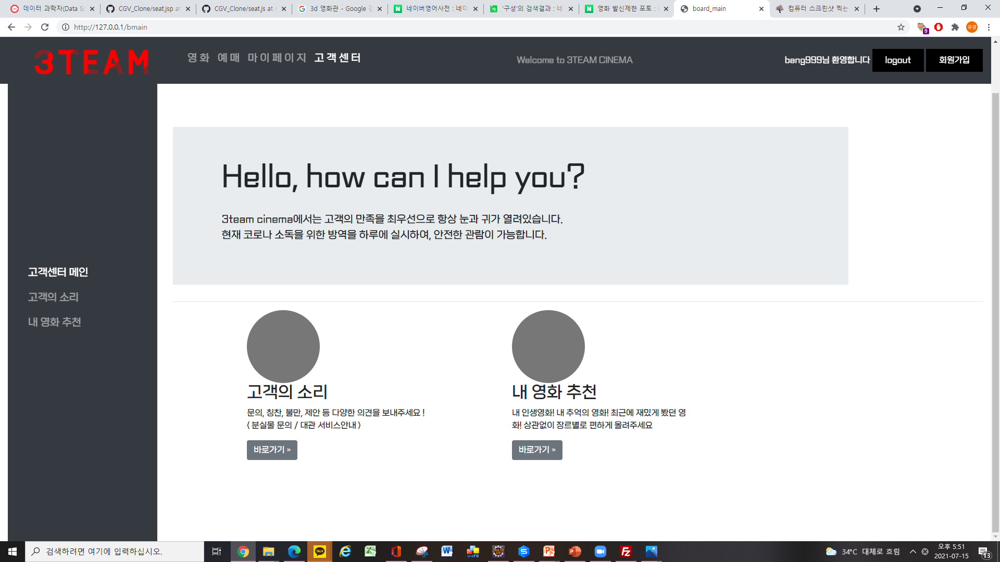 데이터 과학자(Data Sc
CGV_Clone/seat.jsp at
CGV_Clone/seat.js at
3d 영화관 - Google 검
네이버영어사전 : 네이
'구성'의 검색결과 : 네
영화 발신제한 포토 :
board_main
컴퓨터 스크린샷 찍는
http://127.0.0.1/bmain
9
유경
3TEAM
영화 예매 마이페이지 고객센터
Welcome to 3TEAM CINEMA
bang999님 환영합니다
logout
회원가입
고객센터 메인
고객의 소리
내 영화 추천
Hello, how can I help you?
3team cinema에서는 고객의 만족을 최우선으로 항상 눈과 귀가 열려있습니다.
현재 코로나 소독을 위한 방역을 하루에 실시하여, 안전한 관람이 가능합니다.
고객의 소리
문의, 칭찬, 불만, 제안 등 다양한 의견을 보내주세요 !
( 분실물 문의 / 대관 서비스안내 )
바로가기 »
내 영화 추천
내 인생영화! 내 추억의 영화! 최근에 재밌게 봤던 영
화! 상관없이 장르별로 편하게 올려주세요
바로가기 »
검색하려면 여기에 입력하십시오.
TALK
wxFB
34°C 대체로 흐림
오후 5:51
2021-07-15
13